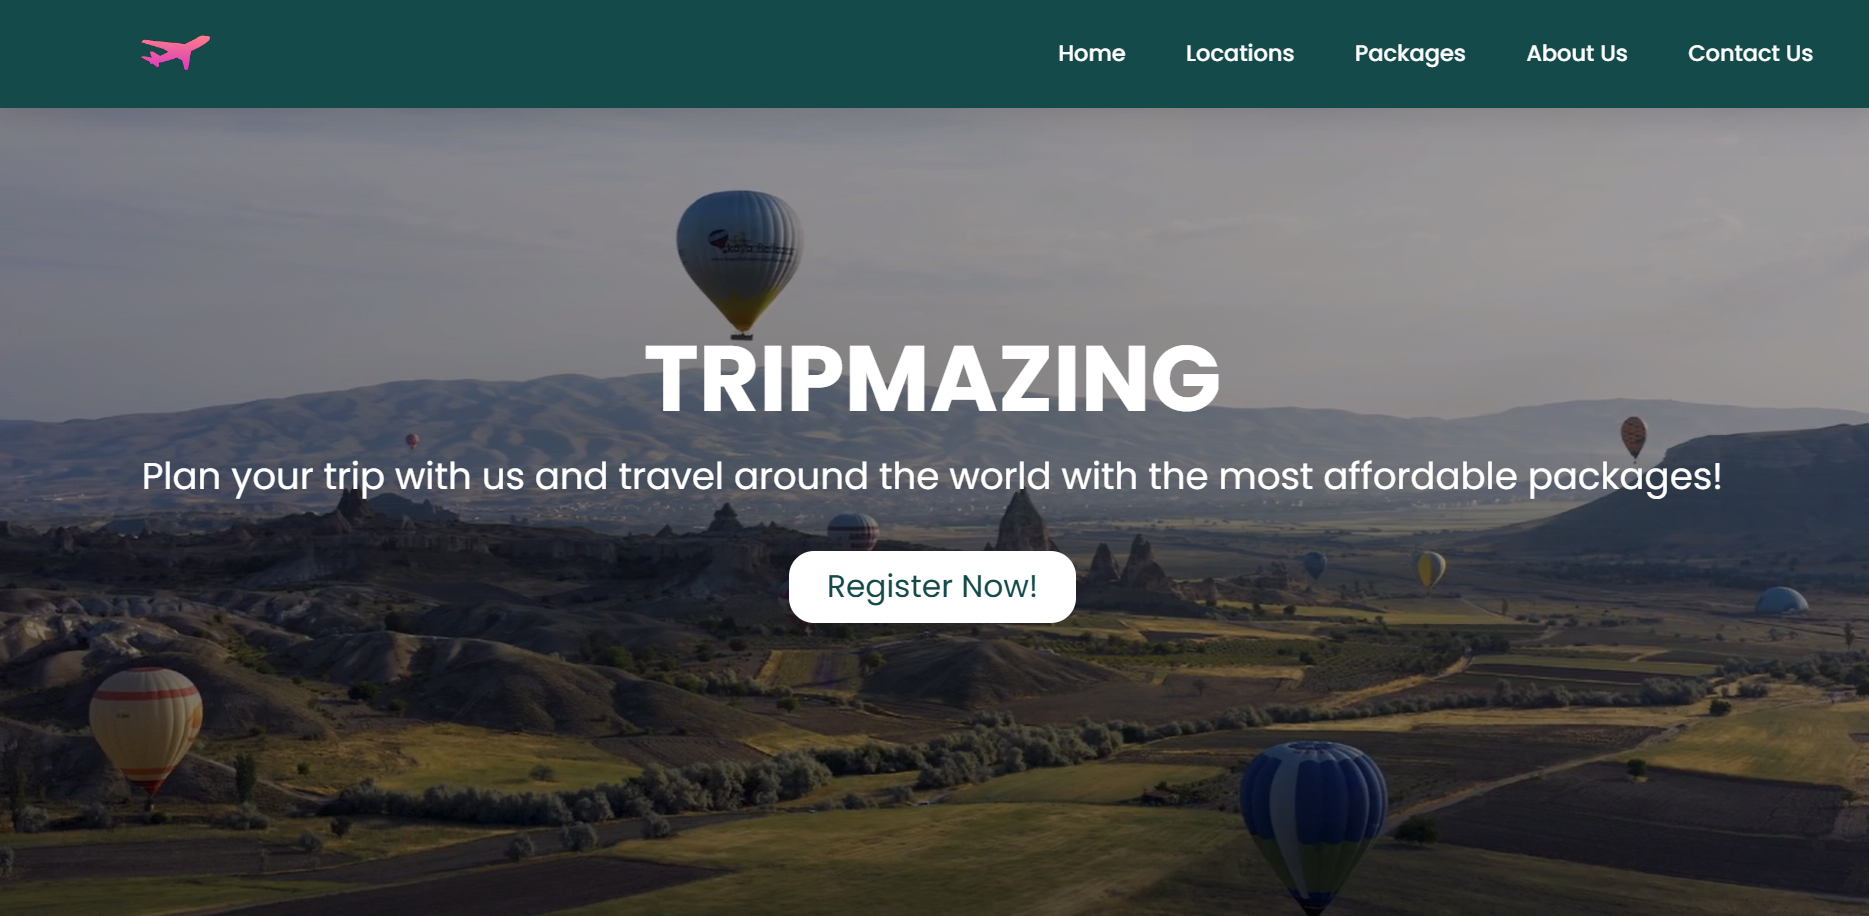 Home Locations Packages About Us Contact Us
TRIPMAZING
Plan your trip with us and travel around the world with the most affordable packages!
Register Now!